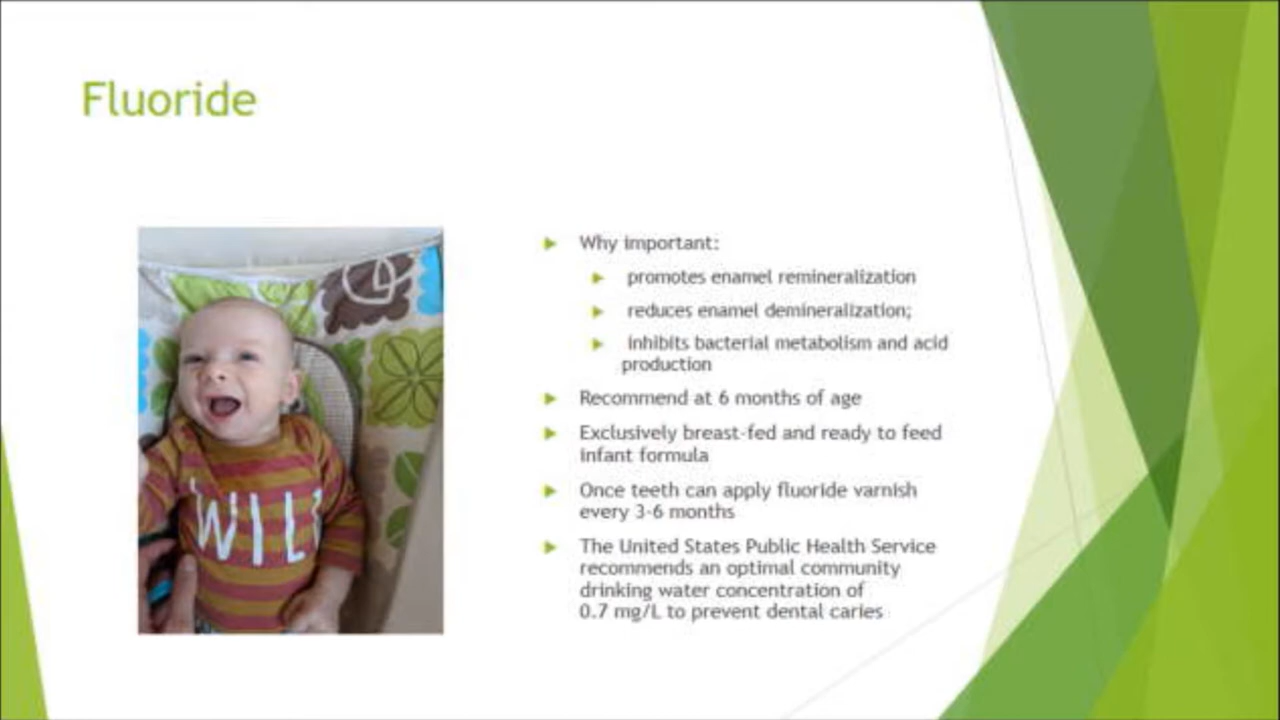 Fluoride
Why important:
promotes enamel remineralization
reduces enamel demineralization;
inhibits bacterial metabolism and acid
production
Recommend at 6 months of age
Exclusively breast-fed and ready to feed
infant formula
Once teeth can apply fluoride varnish
every 3-6 months
The United States Public Health Service
recommends an optimal community
drinking water concentration of
0.7 mg/L to prevent dental caries
WIL